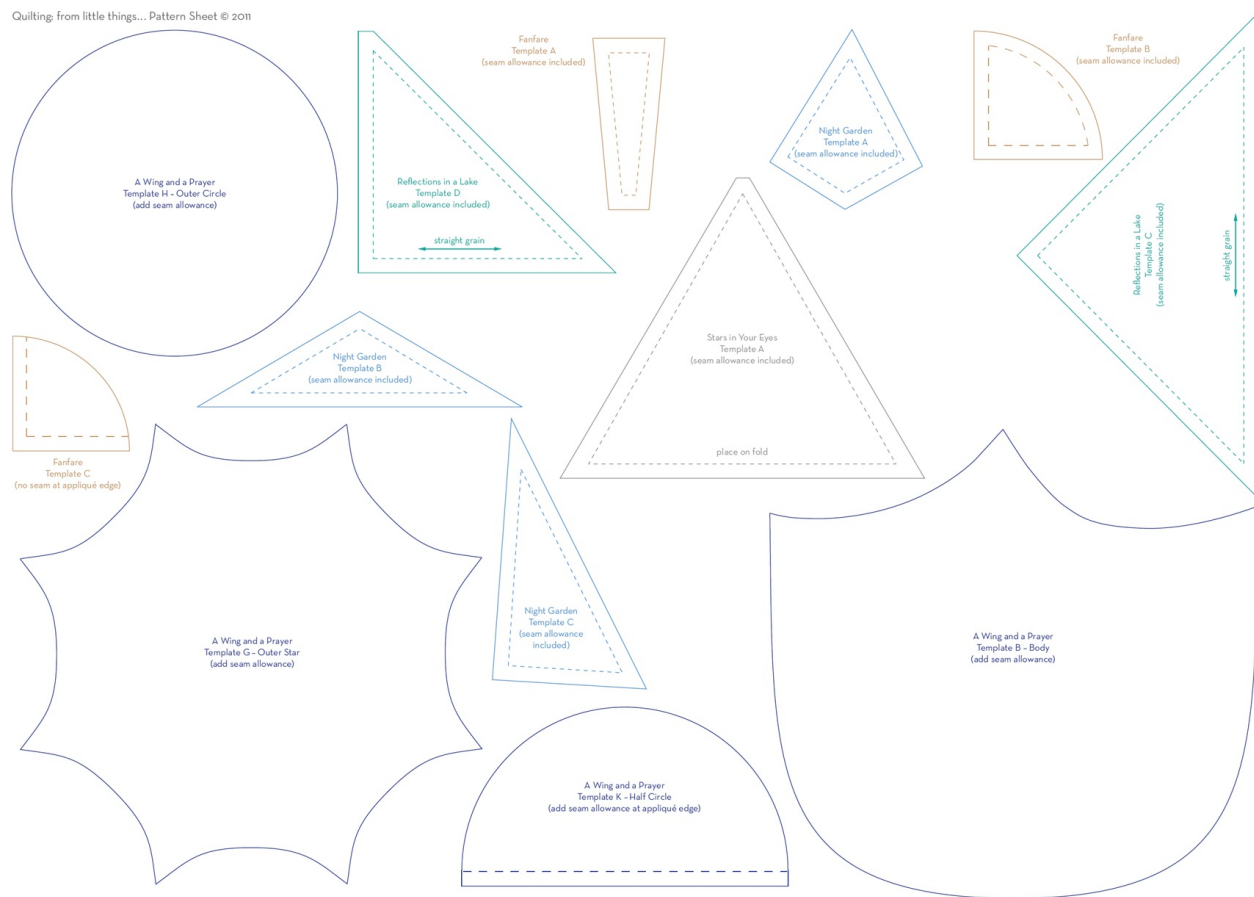 Quilting: from little things... Pattern Sheet © 2011
Fanfare
Template A
(seam allowance included)
Fanfare
Template B
(seam allowance included)
Night Garden
Template A
(seam allowance included)
A Wing and a Prayer
Template H - Outer Circle
(add seam allowance)
Reflections in a Lake
Template D
(seam allowance included)
straight grain
Reflections in a Lake
Template C
(seam allowance included)
straight grain
Night Garden
Template B
(seam allowance included)
Stars in Your Eyes
Template A
(seam allowance included)
place on fold
Fanfare
Template C
(no seam at appliqué edge)
Night Garden
Template C
(seam allowance
included)
A Wing and a Prayer
Template G - Outer Star
(add seam allowance)
A Wing and a Prayer
Template B - Body
(add seam allowance)
A Wing and a Prayer
Template K - Half Circle
(add seam allowance at appliqué edge)